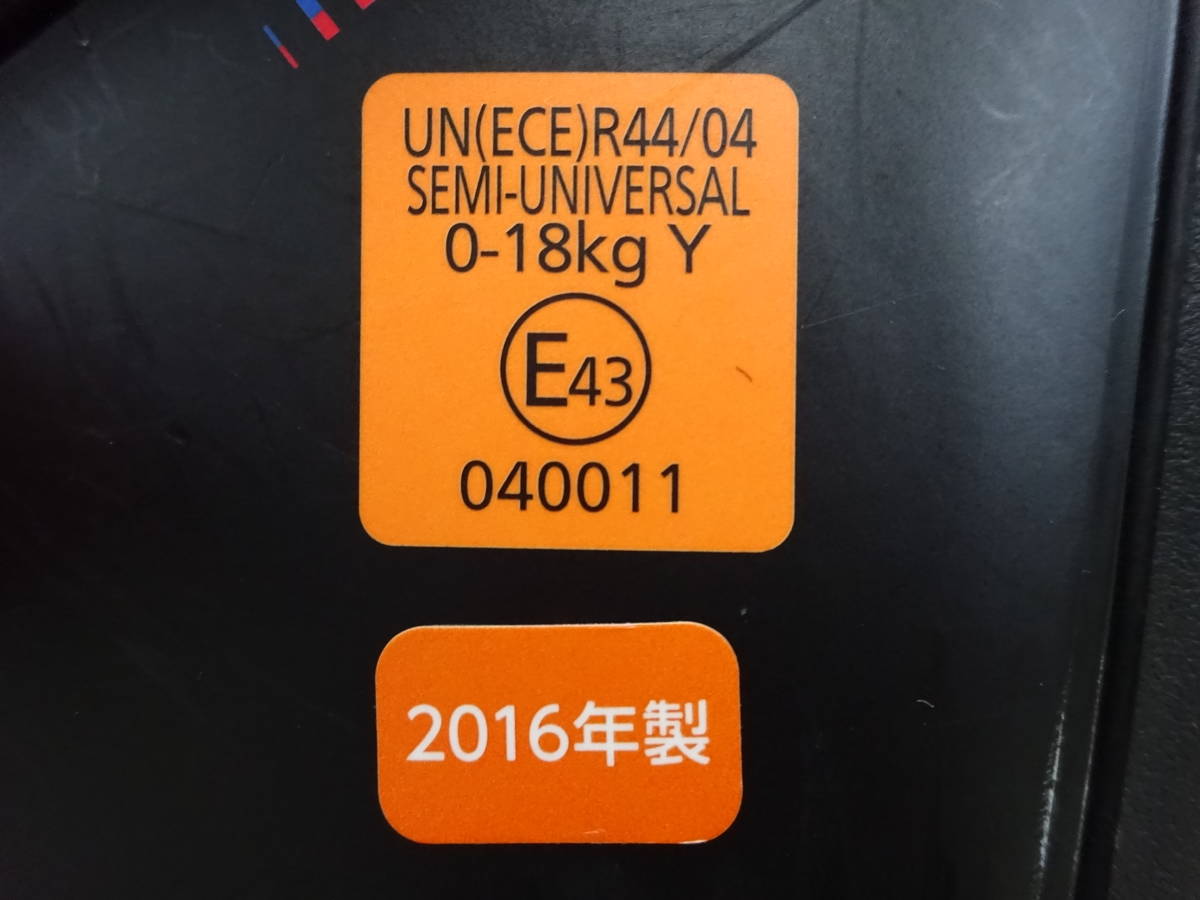 UN(ECE)R44/04
SEMI-UNIVERSAL
0-18kg Y
E43
040011
2016年製